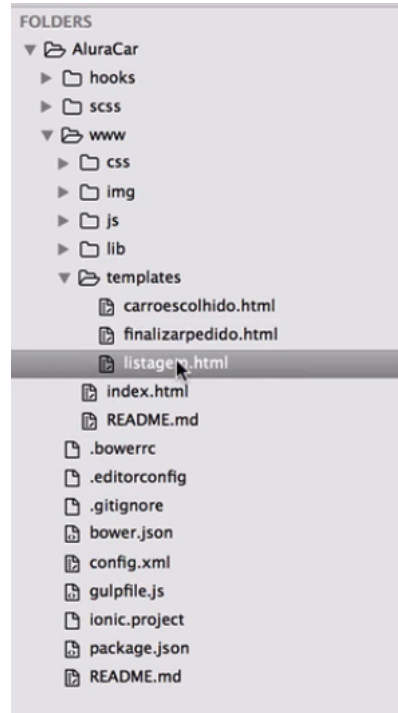 FOLDERS
AluraCar
hooks
scss
www
css
img
js
lib
templates
carroescolhido.html
finalizarpedido.html
listagem.html
index.html
README.md
.bowerrc
.editorconfig
.gitignore
bower.json
config.xml
gulpfile.js
ionic.project
package.json
README.md